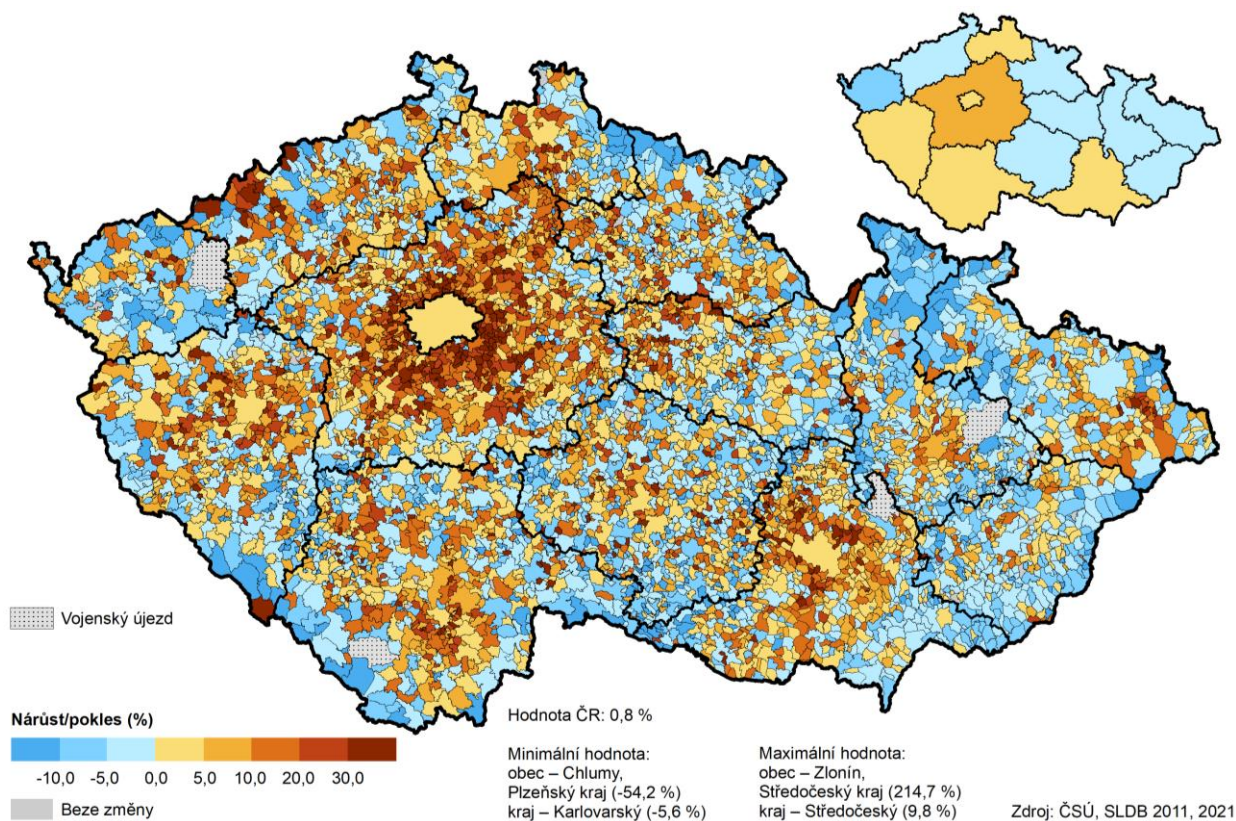 Vojenský újezd
Nárůst/pokles (%)
-10,0 -5,0 0,0 5,0 10,0 20,0 30,0
Beze změny
Hodnota ČR: 0,8 %
Minimální hodnota:
obec – Chlumy,
Plzeňský kraj (-54,2 %)
kraj – Karlovarský (-5,6 %)
Maximální hodnota:
obec – Zlonín,
Středočeský kraj (214,7 %)
kraj – Středočeský (9,8 %)
Zdroj: ČSÚ, SLDB 2011, 2021